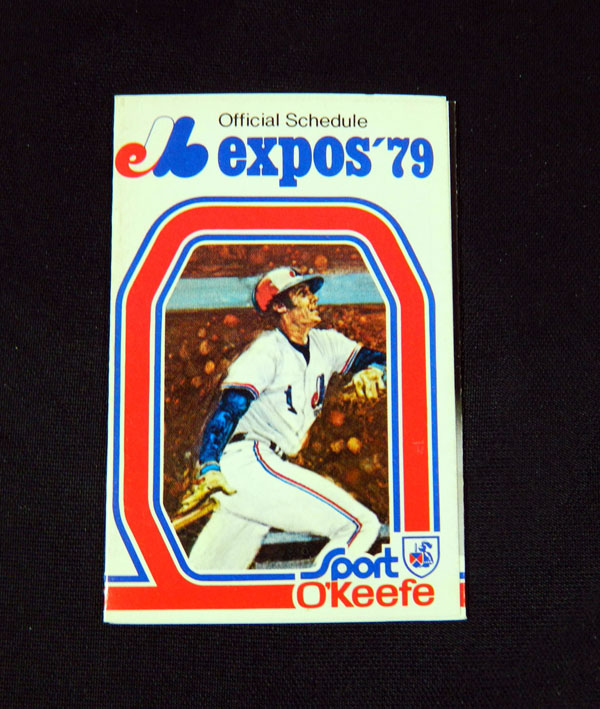 Official Schedule
expos '79
Sport
O'Keefe